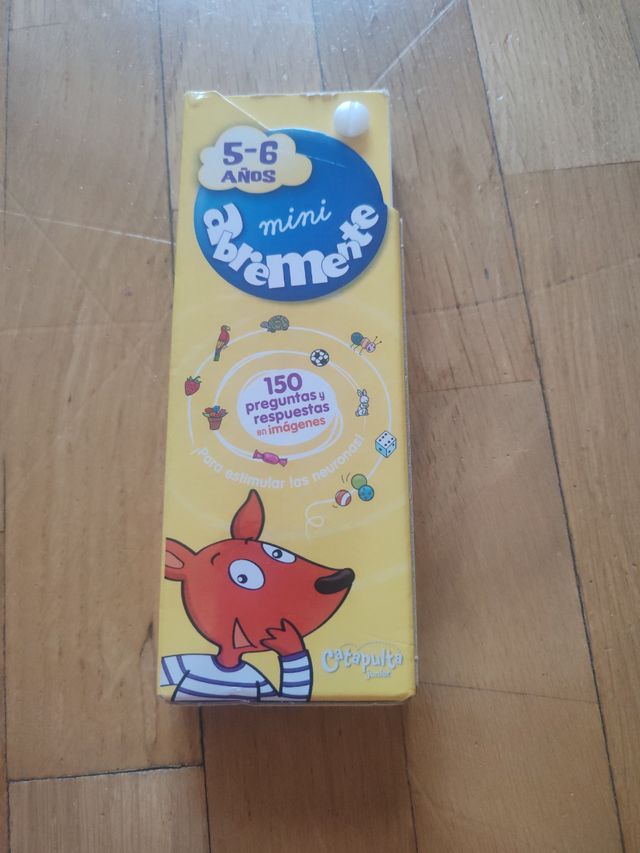 5-6
AÑOS
mini
abremente
150
preguntas y
respuestas
en imágenes
¡Para estimular las neuronas!
Catapulta
junior